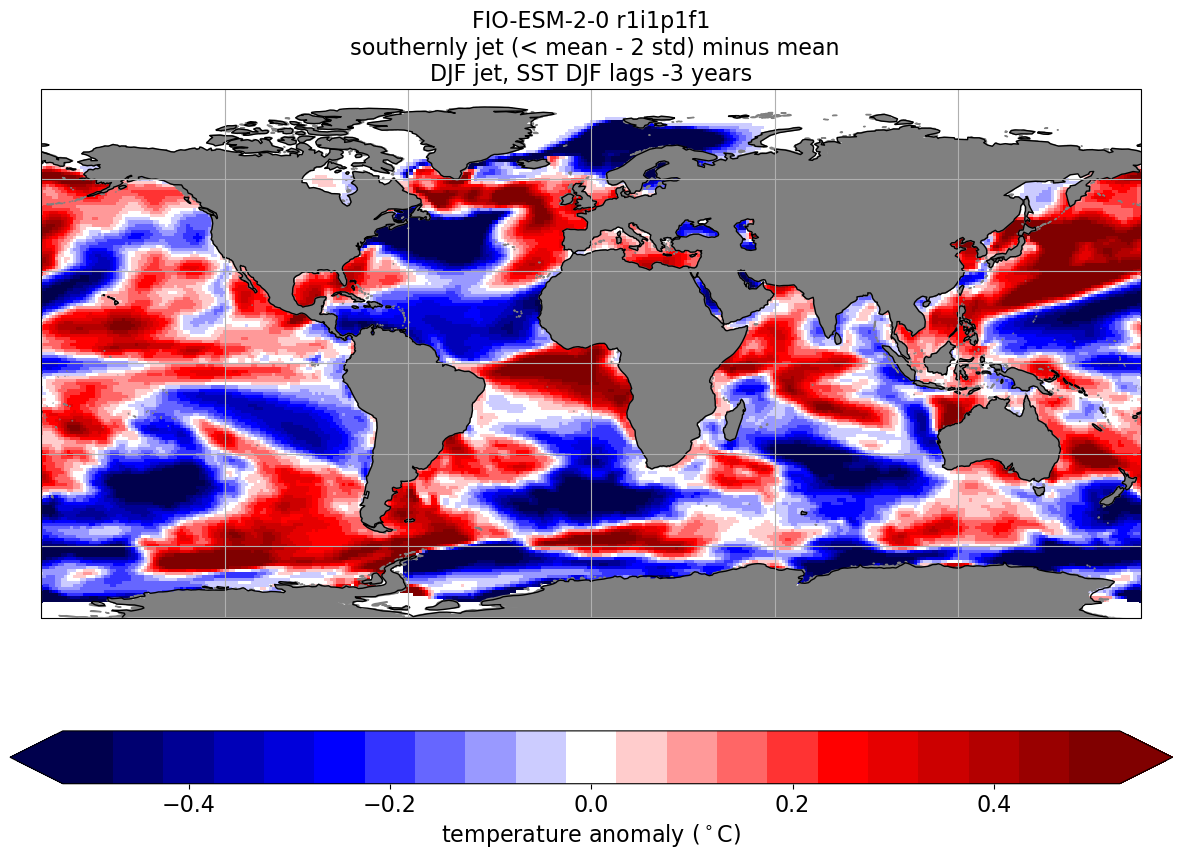 FIO-ESM-2-0 r1i1p1f1
southernly jet (< mean - 2 std) minus mean
DJF jet, SST DJF lags -3 years
−0.4 −0.2 0.0 0.2 0.4
temperature anomaly (°C)